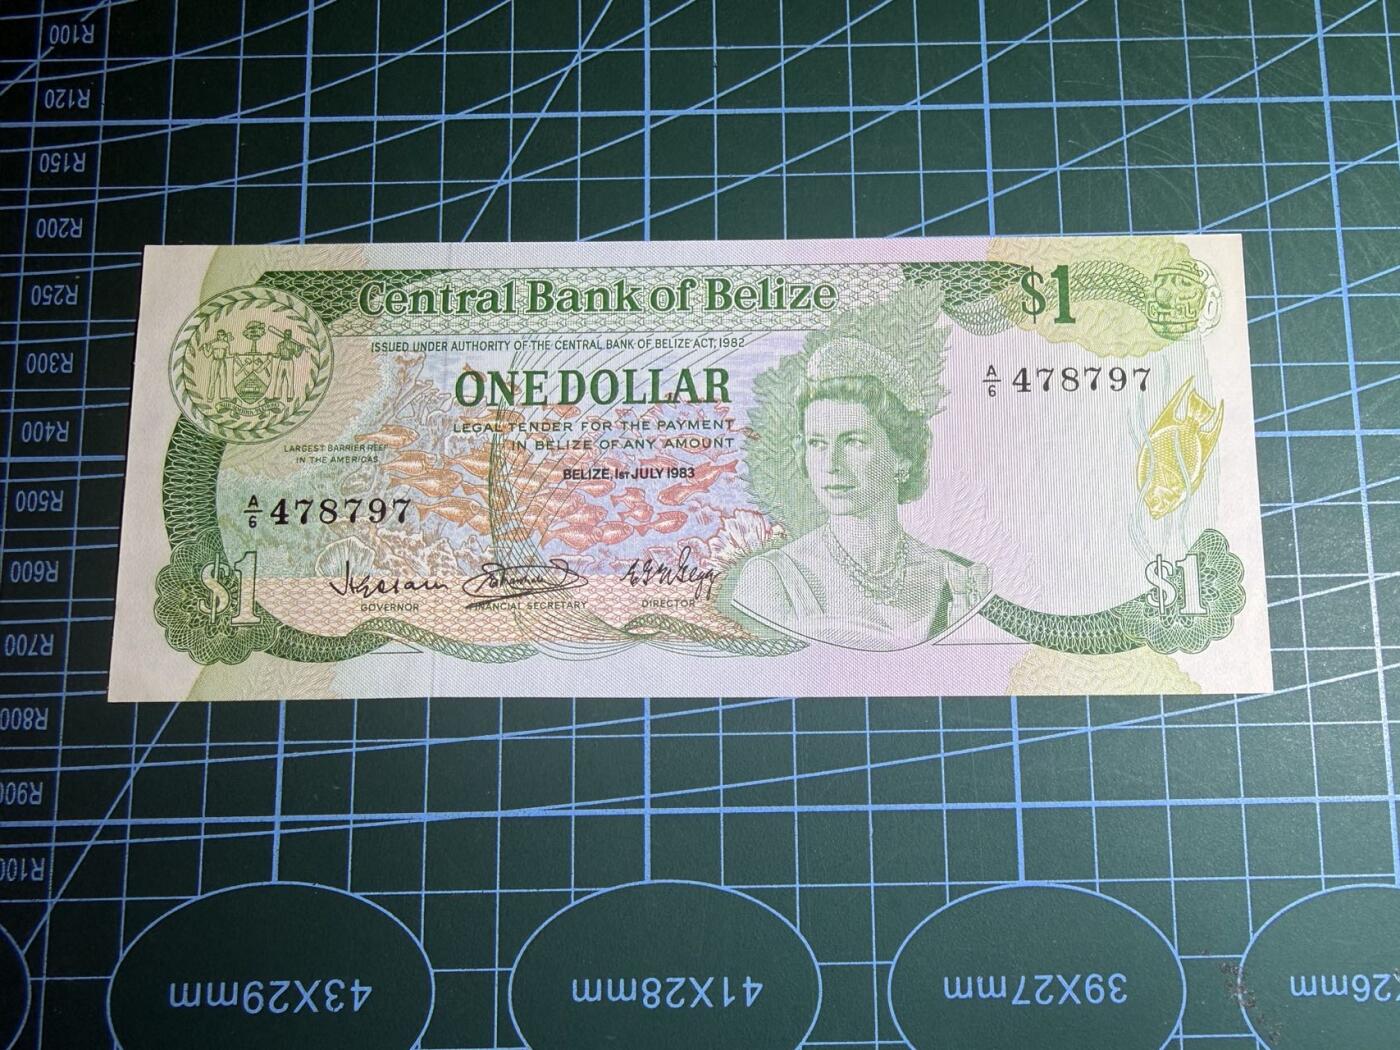 R100
R120
R150
R200
R250
R300
R400
R500
R600
R700
R800
R900
Central Bank of Belize
$1
ISSUED UNDER AUTHORITY OF THE CENTRAL BANK OF BELIZE ACT, 1982
ONE DOLLAR
A/6 478797
LEGAL TENDER FOR THE PAYMENT
IN BELIZE OF ANY AMOUNT
LARGEST BARRIER REEF
IN THE AMERICAS
BELIZE, 1ST JULY 1983
A/6 478797
$1
GOVERNOR
FINANCIAL SECRETARY
DIRECTOR
$1
43X29mm
41X28mm
39X27mm
26mm